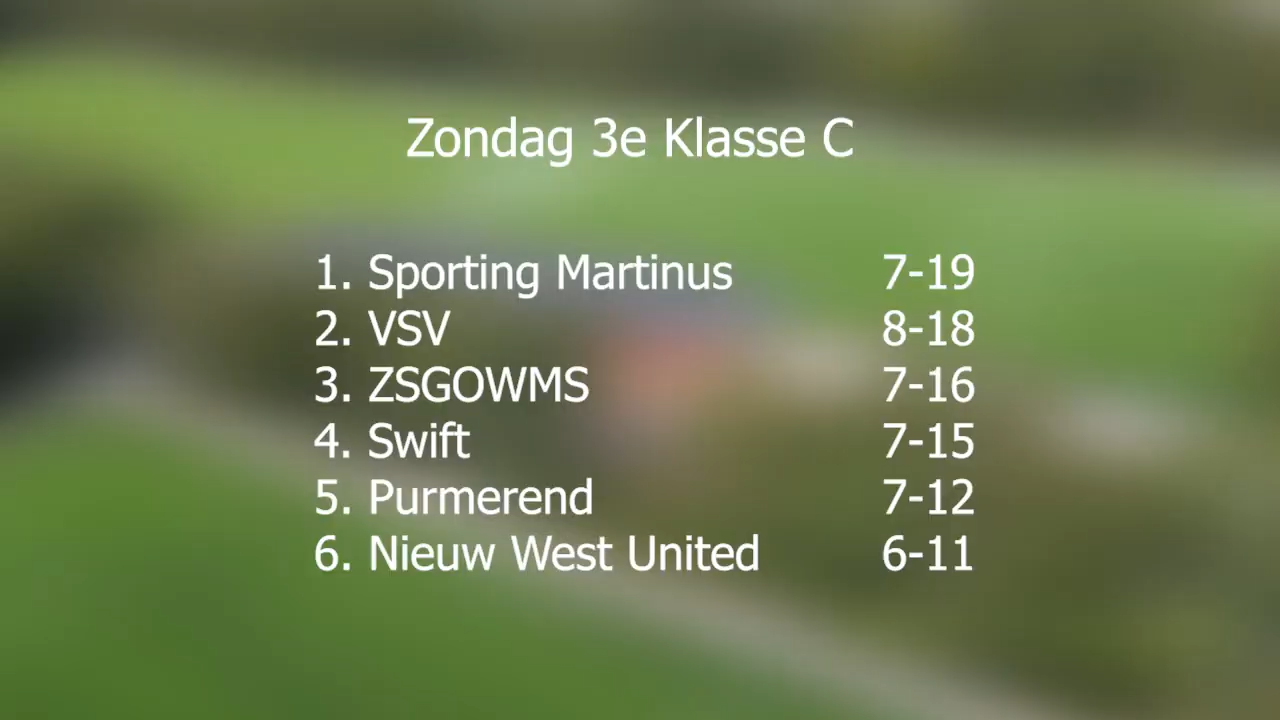 Zondag 3e Klasse C
1. Sporting Martinus 7-19
2. VSV 8-18
3. ZSGOWMS 7-16
4. Swift 7-15
5. Purmerend 7-12
6. Nieuw West United 6-11